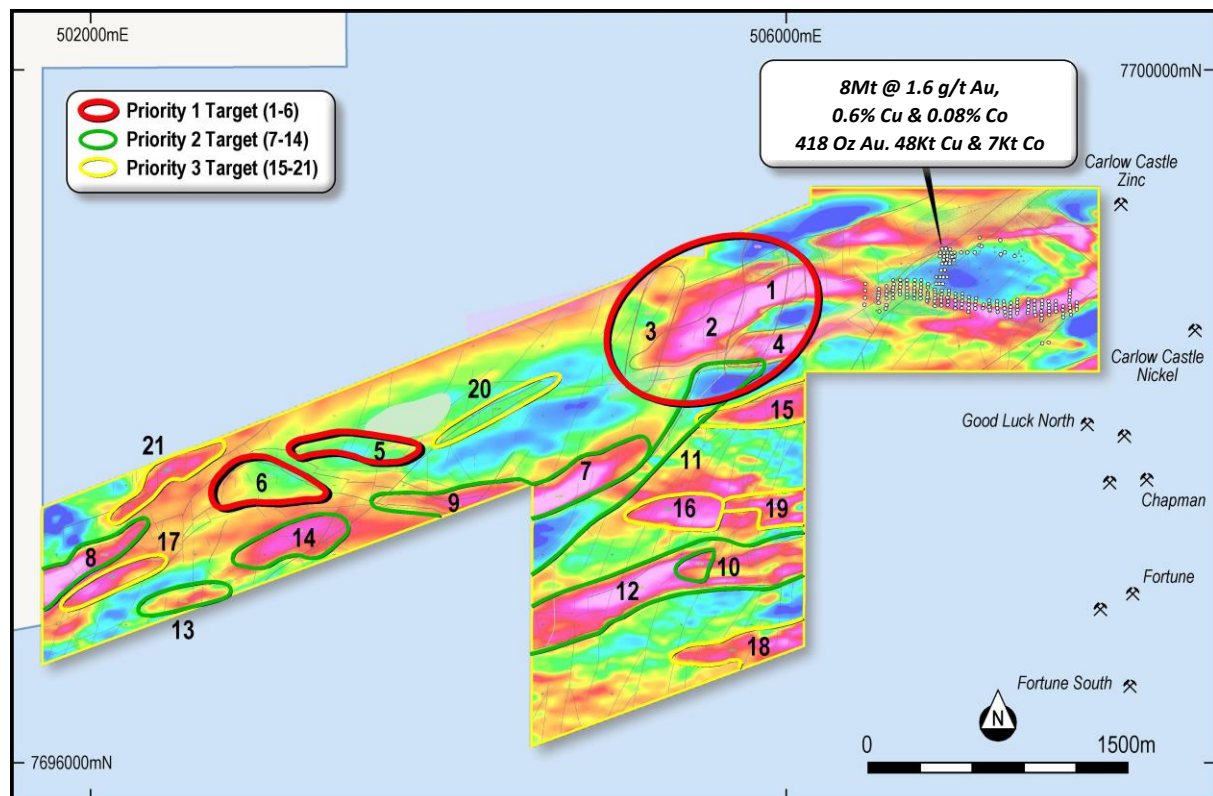 502000mE
506000mE
7700000mN
Priority 1 Target (1-6)
Priority 2 Target (7-14)
Priority 3 Target (15-21)
8Mt @ 1.6 g/t Au,
0.6% Cu & 0.08% Co
418 Oz Au. 48Kt Cu & 7Kt Co
Carlow Castle
Zinc
1
2
3
4
Carlow Castle
Nickel
20
15
Good Luck North
21
5
11
6
7
9
Chapman
16
19
17
14
8
10
12
Fortune
13
18
Fortune South
N
7696000mN
0
1500m